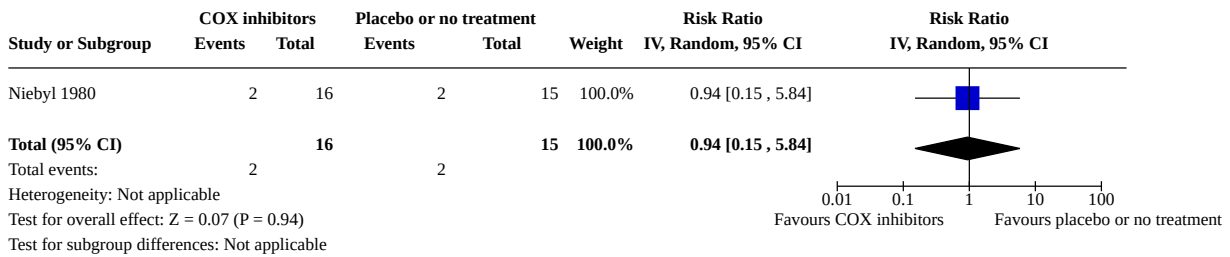 COX inhibitors Placebo or no treatment Risk Ratio Risk Ratio
Study or Subgroup Events Total Events Total Weight IV, Random, 95% CI IV, Random, 95% CI
Niebyl 1980 2 16 2 15 100.0% 0.94 [0.15 , 5.84]
Total (95% CI) 16 15 100.0% 0.94 [0.15 , 5.84]
Total events: 2 2
Heterogeneity: Not applicable
0.01 0.1 1 10 100
Test for overall effect: Z = 0.07 (P = 0.94)
Favours COX inhibitors Favours placebo or no treatment
Test for subgroup differences: Not applicable